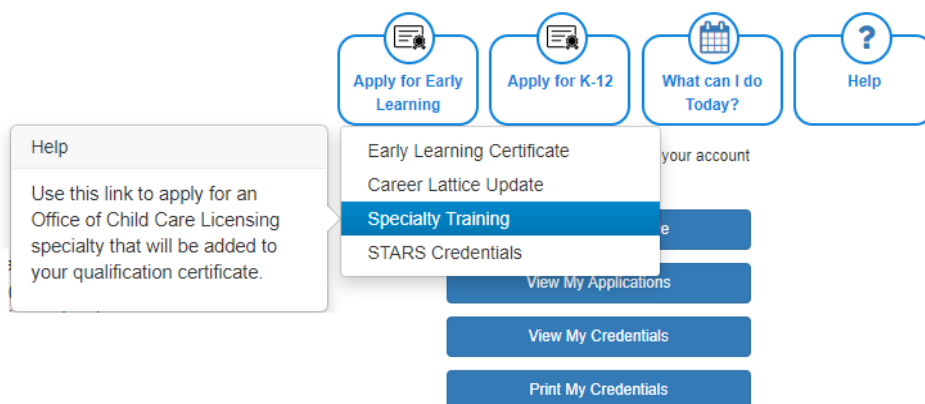 Apply for Early
Learning
Apply for K-12
What can I do
Today?
?
Help
Help
Use this link to apply for an
Office of Child Care Licensing
specialty that will be added to
your qualification certificate.
Early Learning Certificate
Career Lattice Update
Specialty Training
STARS Credentials
your account
View My Applications
View My Credentials
Print My Credentials